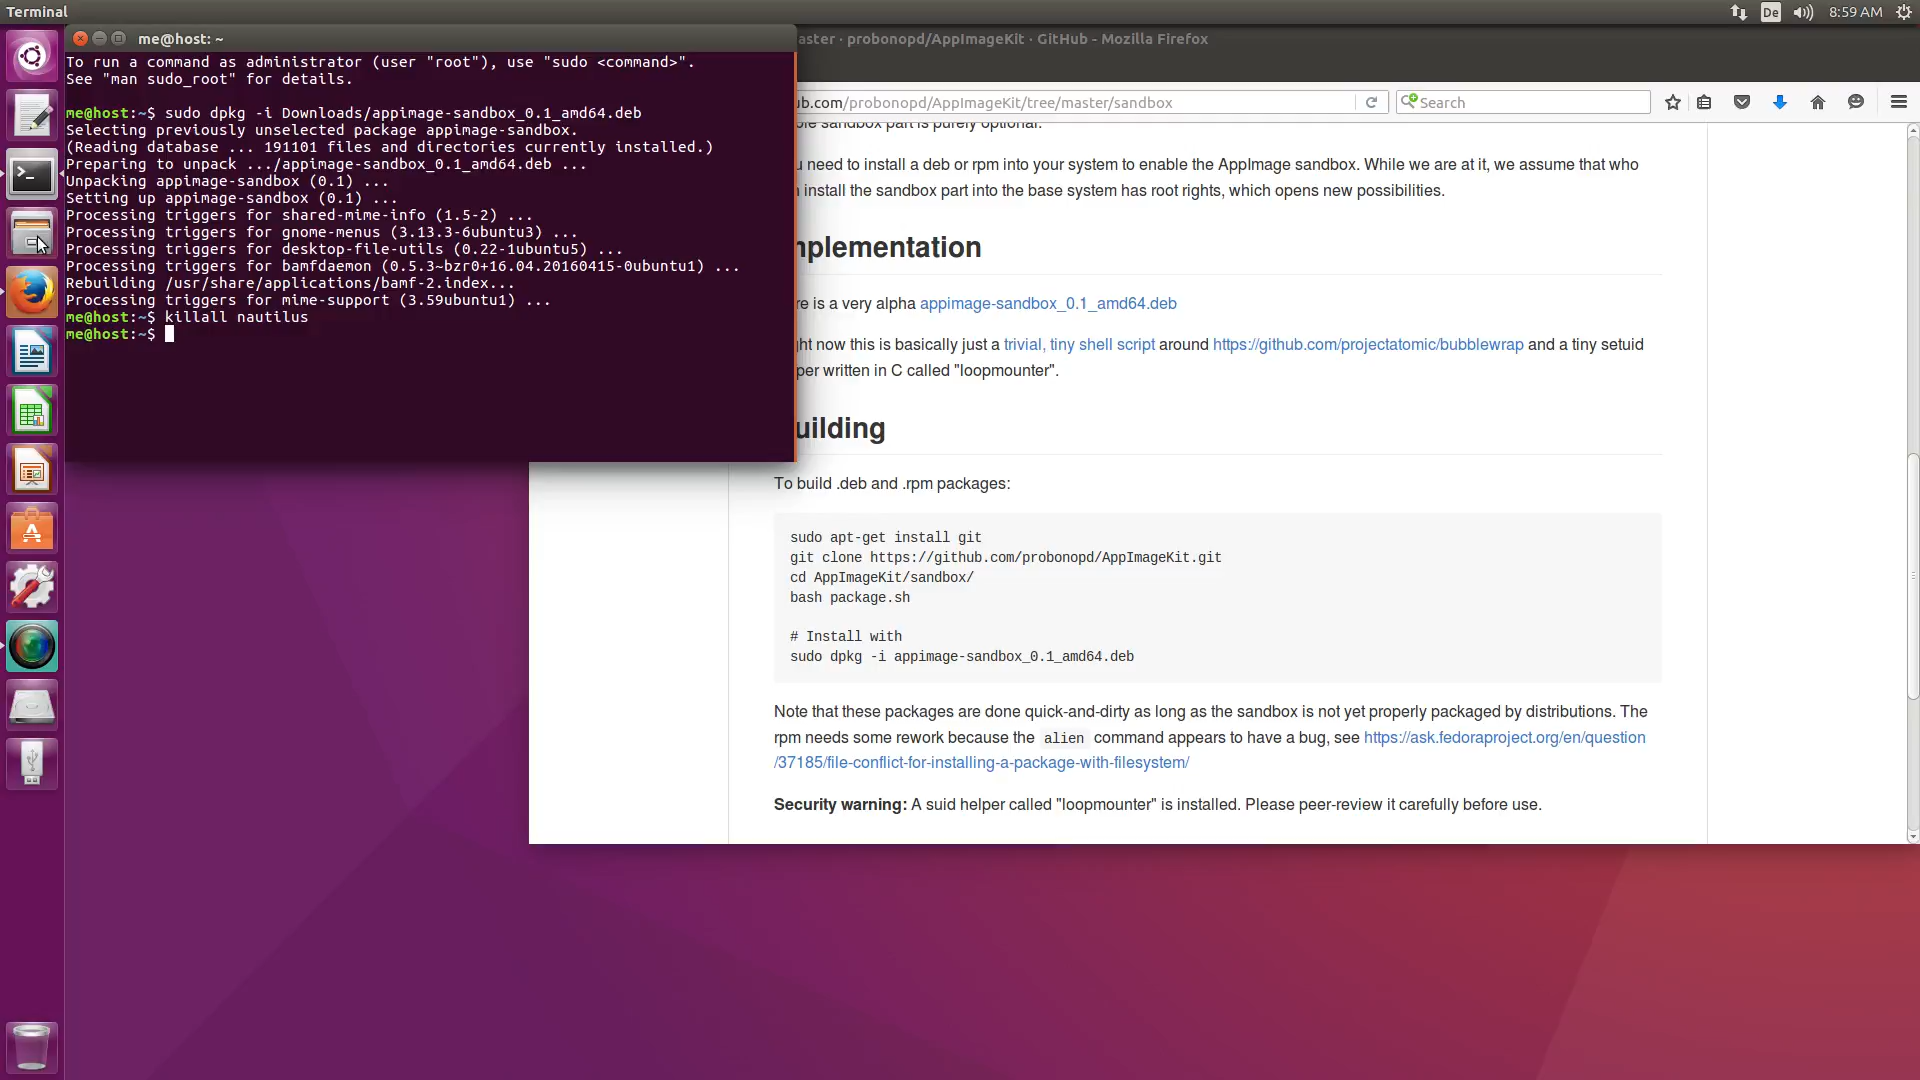 Terminal
De
8:59 AM
me@host: ~
To run a command as administrator (user "root"), use "sudo <command>".
See "man sudo_root" for details.
me@host:~$ sudo dpkg -i Downloads/appimage-sandbox_0.1_amd64.deb
Selecting previously unselected package appimage-sandbox.
(Reading database ... 191101 files and directories currently installed.)
Preparing to unpack .../appimage-sandbox_0.1_amd64.deb ...
Unpacking appimage-sandbox (0.1) ...
Setting up appimage-sandbox (0.1) ...
Processing triggers for shared-mime-info (1.5-2) ...
Processing triggers for gnome-menus (3.13.3-6ubuntu3) ...
Processing triggers for desktop-file-utils (0.22-1ubuntu5) ...
Processing triggers for bamfdaemon (0.5.3~bzr0+16.04.20160415-0ubuntu1) ...
Rebuilding /usr/share/applications/bamf-2.index...
Processing triggers for mime-support (3.59ubuntu1) ...
me@host:~$ killall nautilus
me@host:~$
aster · probonopd/AppImageKit · GitHub - Mozilla Firefox
ub.com/probonopd/AppImageKit/tree/master/sandbox
Search
le sandbox part is purely optional.
u need to install a deb or rpm into your system to enable the AppImage sandbox. While we are at it, we assume that who
n install the sandbox part into the base system has root rights, which opens new possibilities.
mplementation
re is a very alpha appimage-sandbox_0.1_amd64.deb
ght now this is basically just a trivial, tiny shell script around https://github.com/projectatomic/bubblewrap and a tiny setuid
per written in C called "loopmounter".
uilding
To build .deb and .rpm packages:
sudo apt-get install git
git clone https://github.com/probonopd/AppImageKit.git
cd AppImageKit/sandbox/
bash package.sh
# Install with
sudo dpkg -i appimage-sandbox_0.1_amd64.deb
Note that these packages are done quick-and-dirty as long as the sandbox is not yet properly packaged by distributions. The
rpm needs some rework because the alien command appears to have a bug, see https://ask.fedoraproject.org/en/question
/37185/file-conflict-for-installing-a-package-with-filesystem/
Security warning: A suid helper called "loopmounter" is installed. Please peer-review it carefully before use.